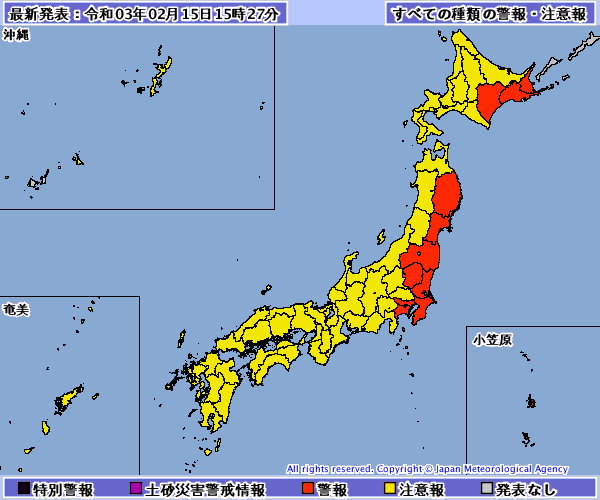 最新発表：令和03年02月15日15時27分
すべての種類の警報・注意報
沖縄
奄美
小笠原
All rights reserved. Copyright © Japan Meteorological Agency
特別警報 土砂災害警戒情報 警報 注意報 発表なし